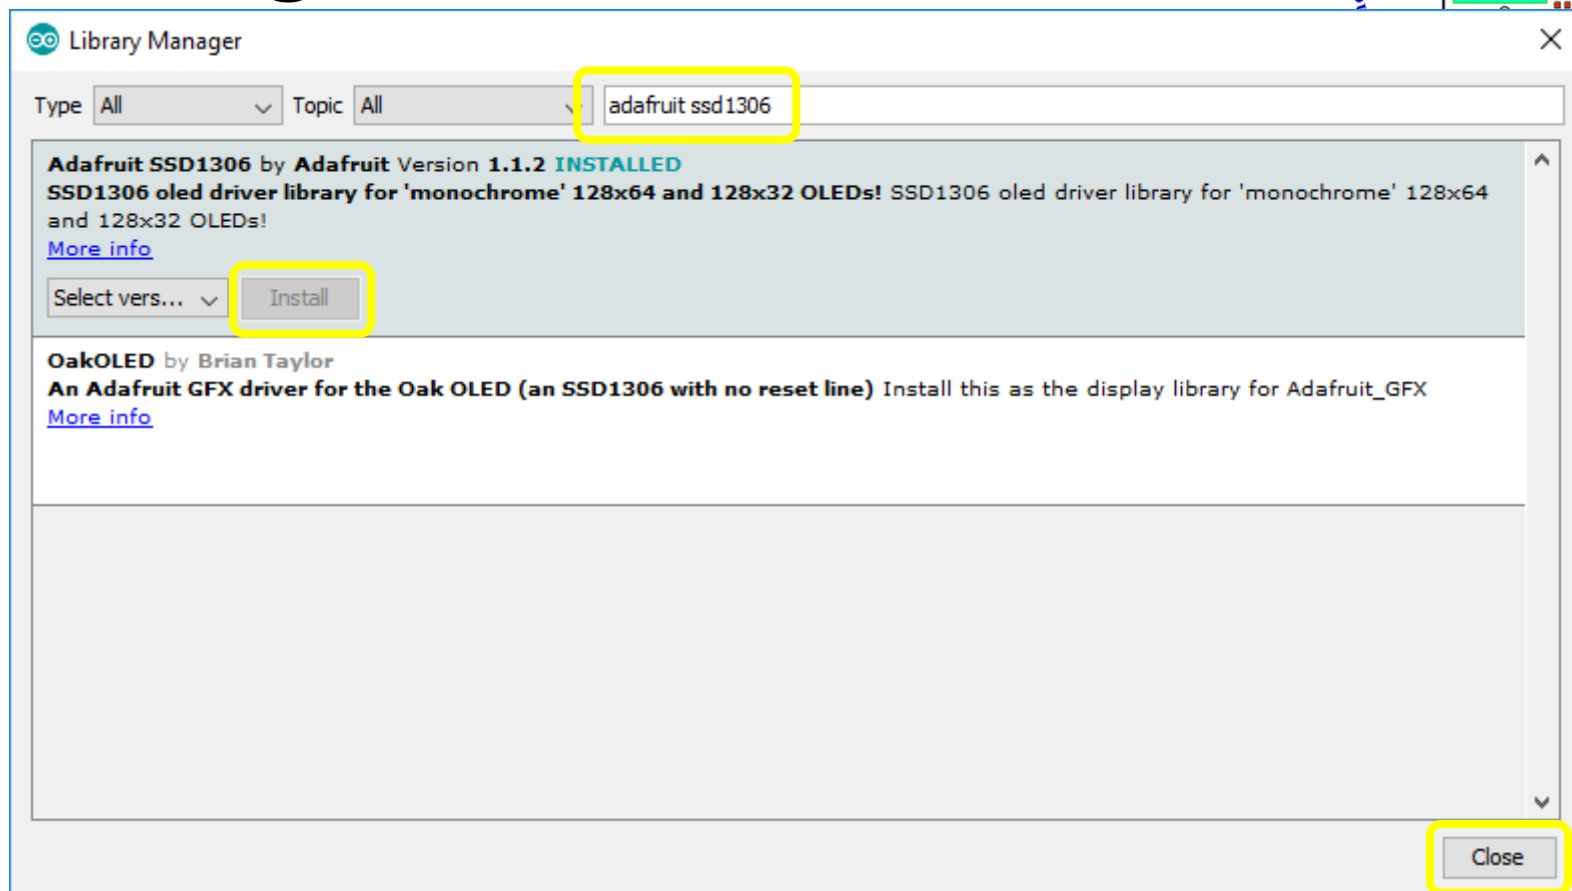 Library Manager
Type All Topic All adafruit ssd1306
Adafruit SSD1306 by Adafruit Version 1.1.2 INSTALLED
SSD1306 oled driver library for 'monochrome' 128x64 and 128x32 OLEDs! SSD1306 oled driver library for 'monochrome' 128x64
and 128x32 OLEDs!
More info
Select vers... Install
OakOLED by Brian Taylor
An Adafruit GFX driver for the Oak OLED (an SSD1306 with no reset line) Install this as the display library for Adafruit_GFX
More info
Close